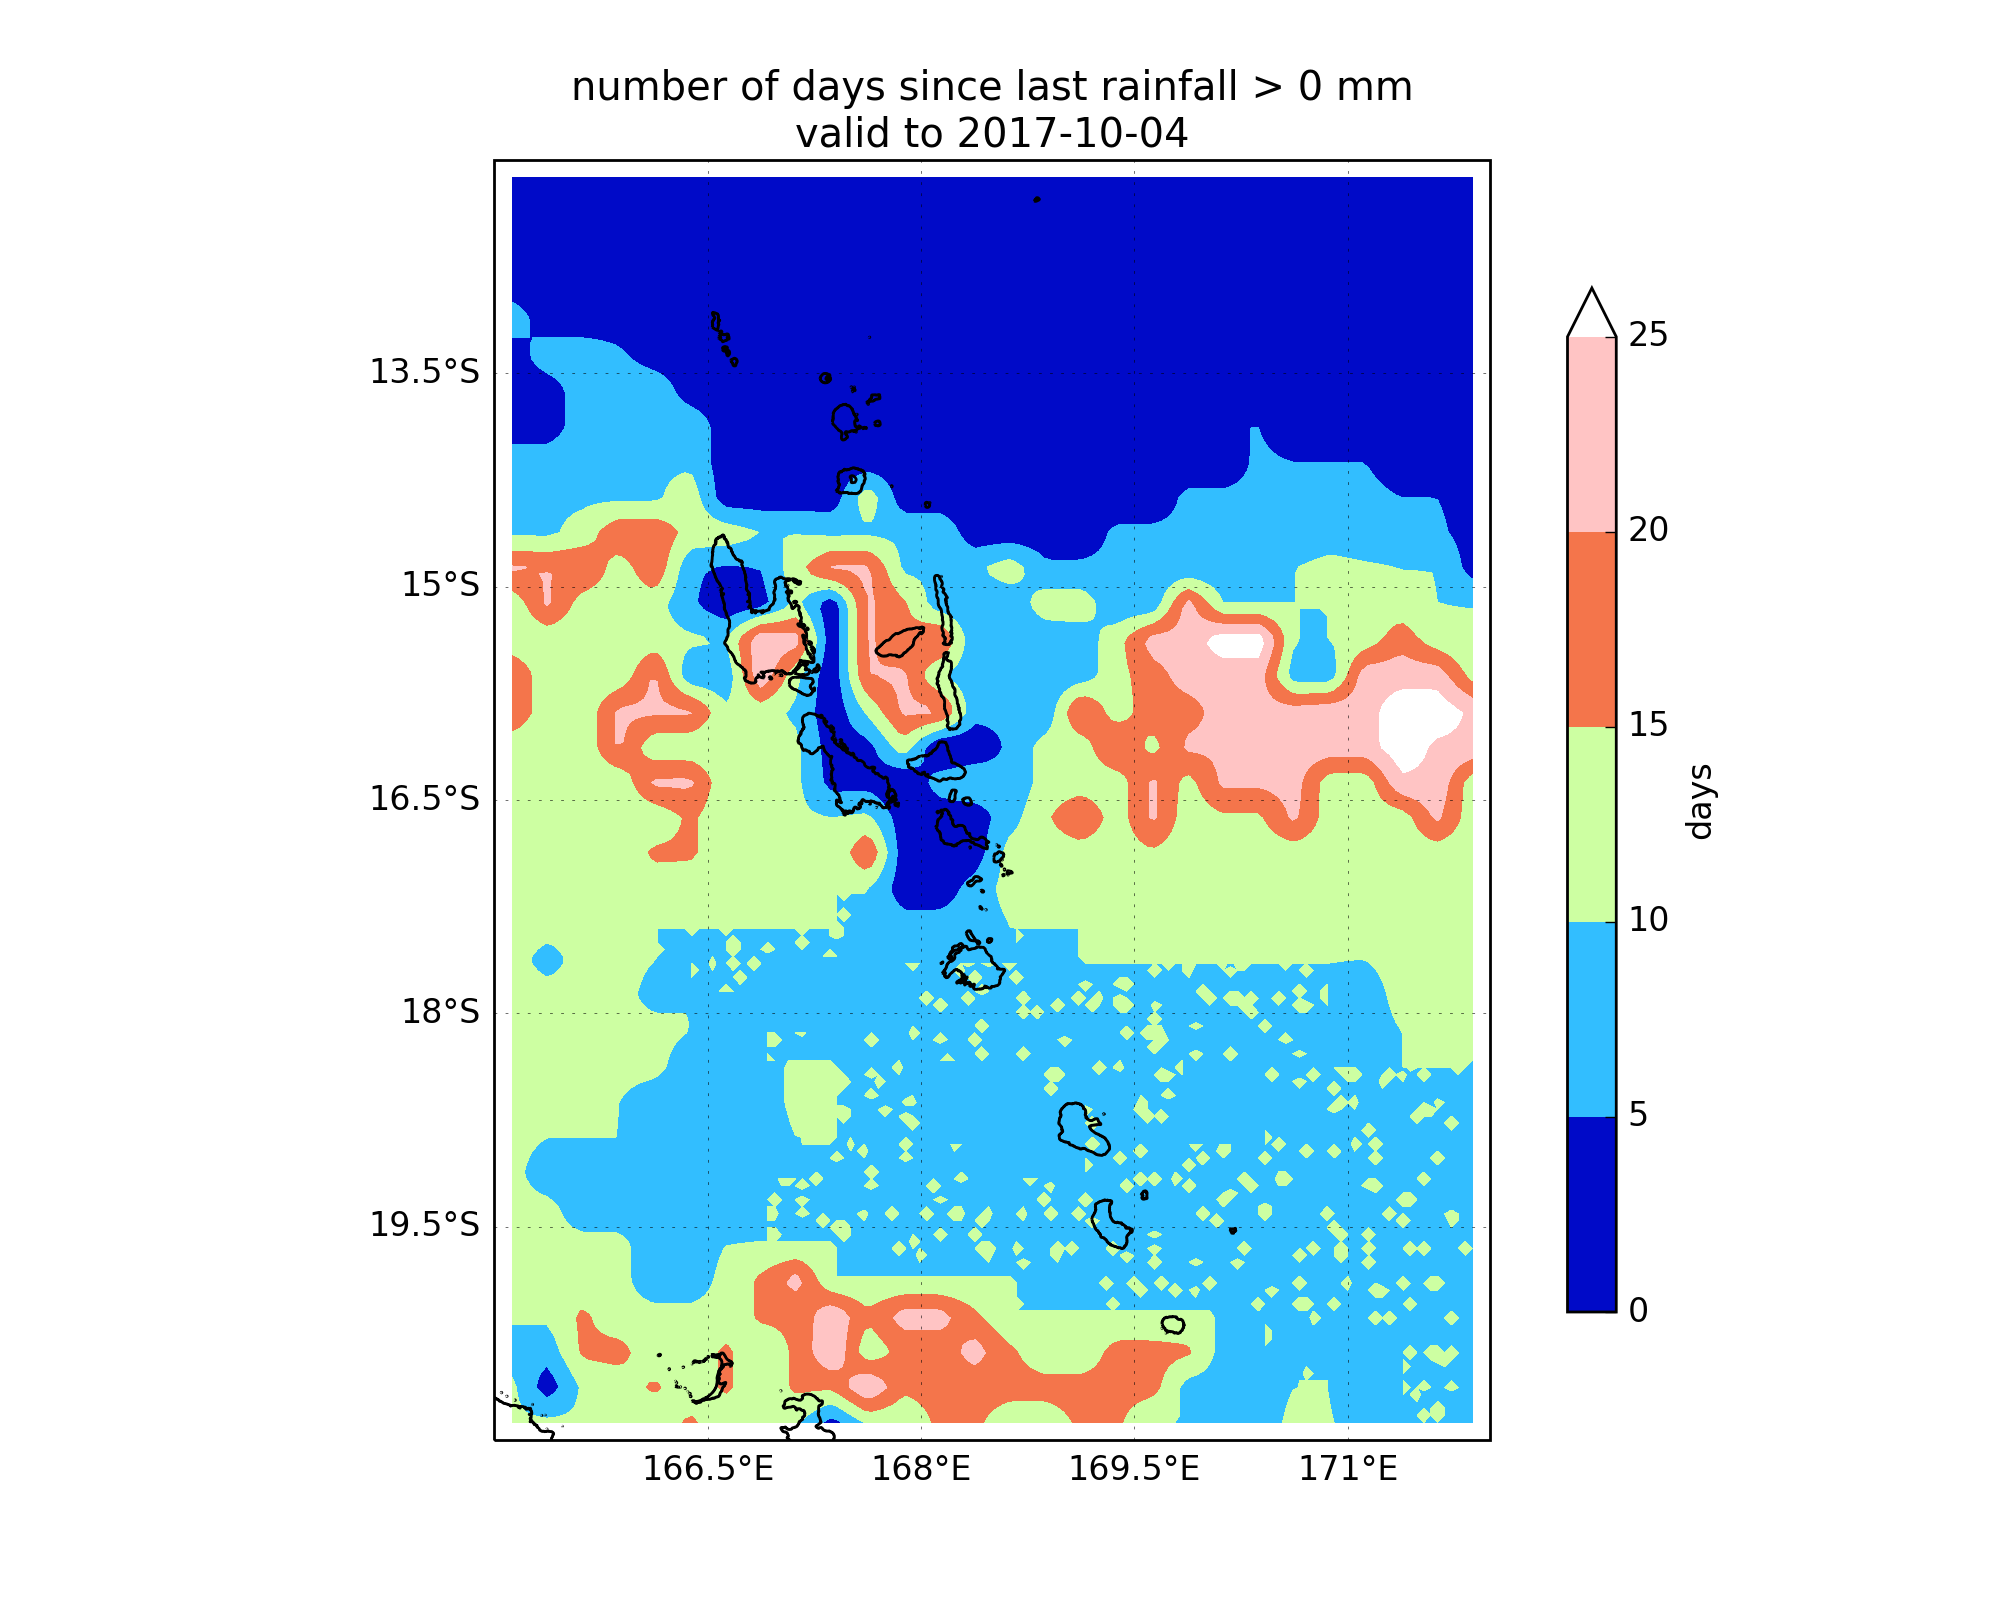 number of days since last rainfall > 0 mm
valid to 2017-10-04
13.5°S
15°S
16.5°S
18°S
19.5°S
166.5°E
168°E
169.5°E
171°E
25
20
15
10
5
0
days